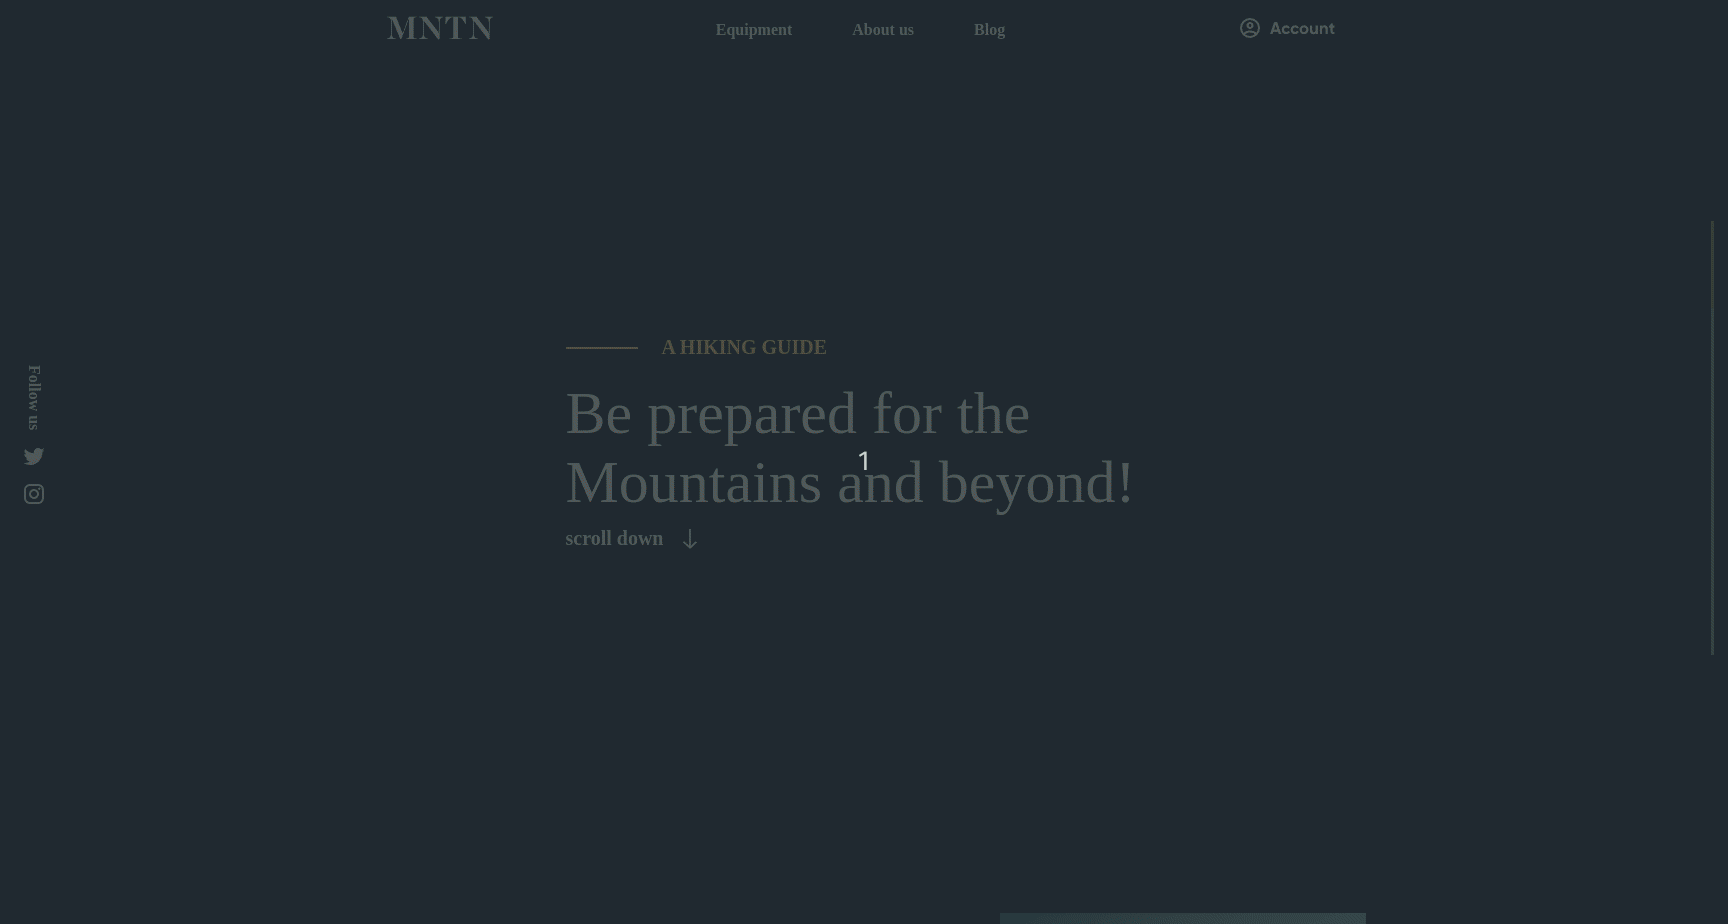 MNTN
Equipment
About us
Blog
Account
Follow us
A HIKING GUIDE
Be prepared for the
Mountains and beyond!
1
scroll down